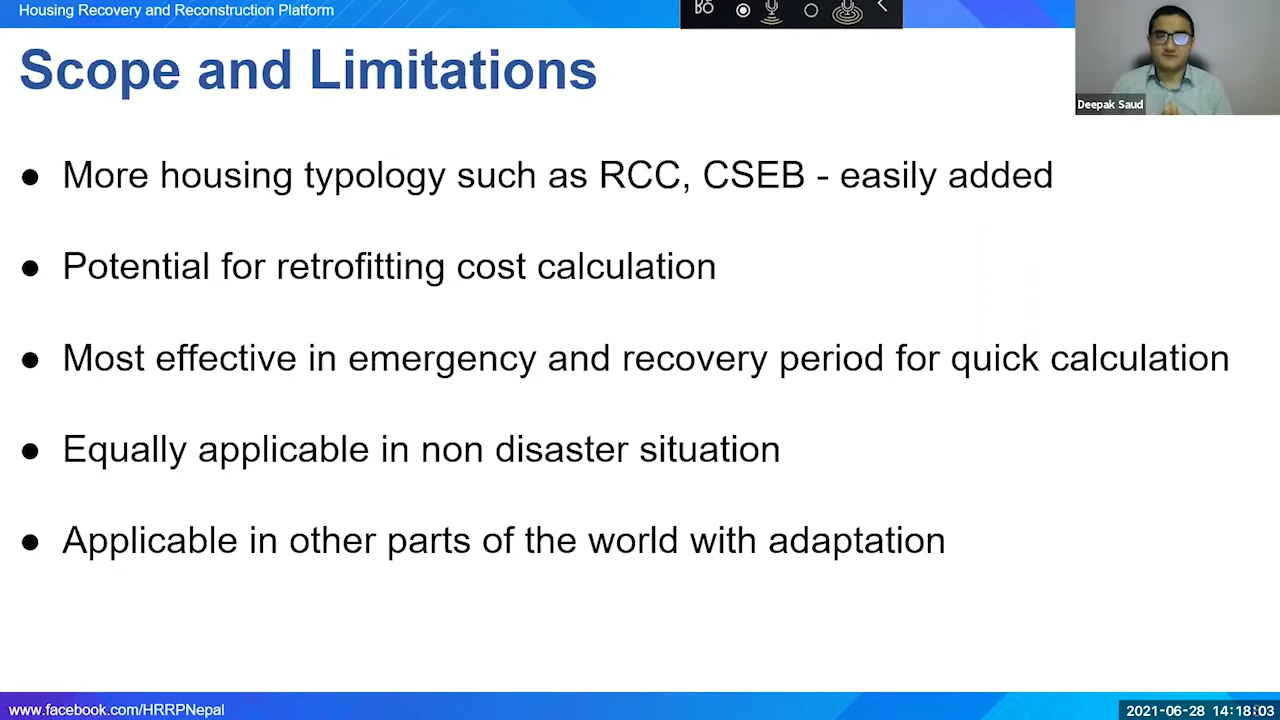 Housing Recovery and Reconstruction Platform
Scope and Limitations
Deepak Saud
● More housing typology such as RCC, CSEB - easily added
● Potential for retrofitting cost calculation
● Most effective in emergency and recovery period for quick calculation
● Equally applicable in non disaster situation
● Applicable in other parts of the world with adaptation
www.facebook.com/HRRPNepal
2021-06-28 14:18:03